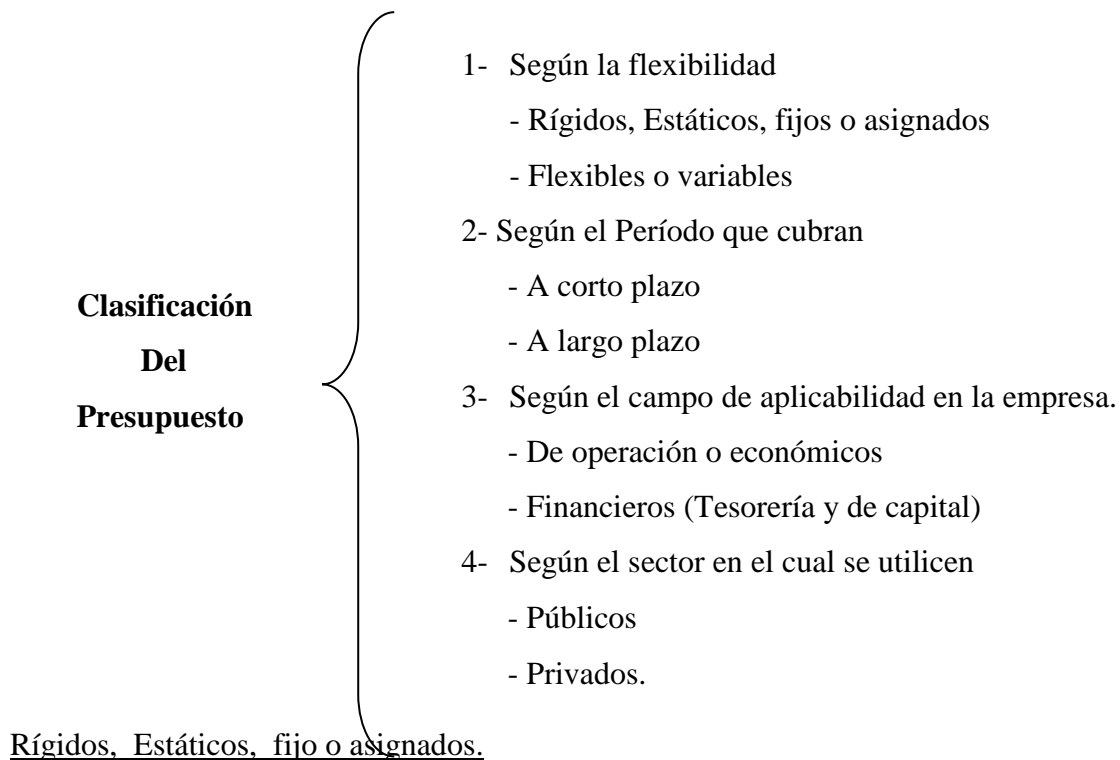 Clasificación
Del
Presupuesto
1- Según la flexibilidad
- Rígidos, Estáticos, fijos o asignados
- Flexibles o variables
2- Según el Período que cubran
- A corto plazo
- A largo plazo
3- Según el campo de aplicabilidad en la empresa.
- De operación o económicos
- Financieros (Tesorería y de capital)
4- Según el sector en el cual se utilicen
- Públicos
- Privados.
Rígidos, Estáticos, fijo o asignados.